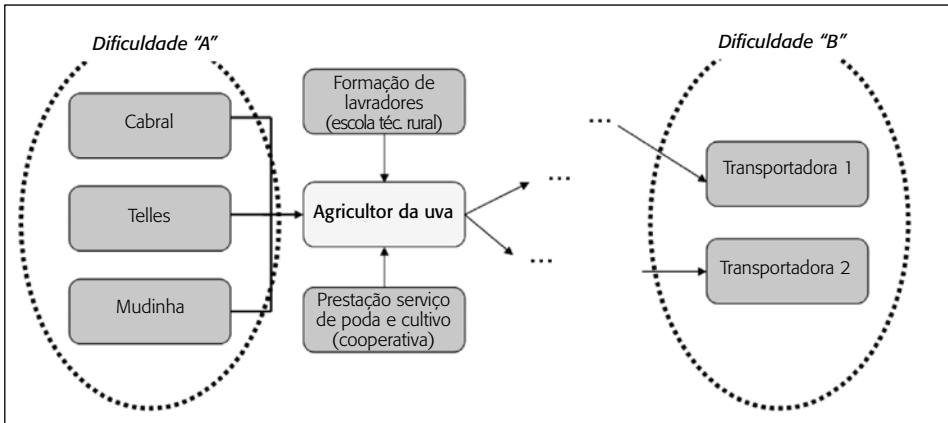 Dificuldade “A”
Dificuldade “B”
Cabral
Telles
Mudinha
Formação de
lavradores
(escola téc. rural)
Agricultor da uva
Prestação serviço
de poda e cultivo
(cooperativa)
...
...
...
Transportadora 1
Transportadora 2